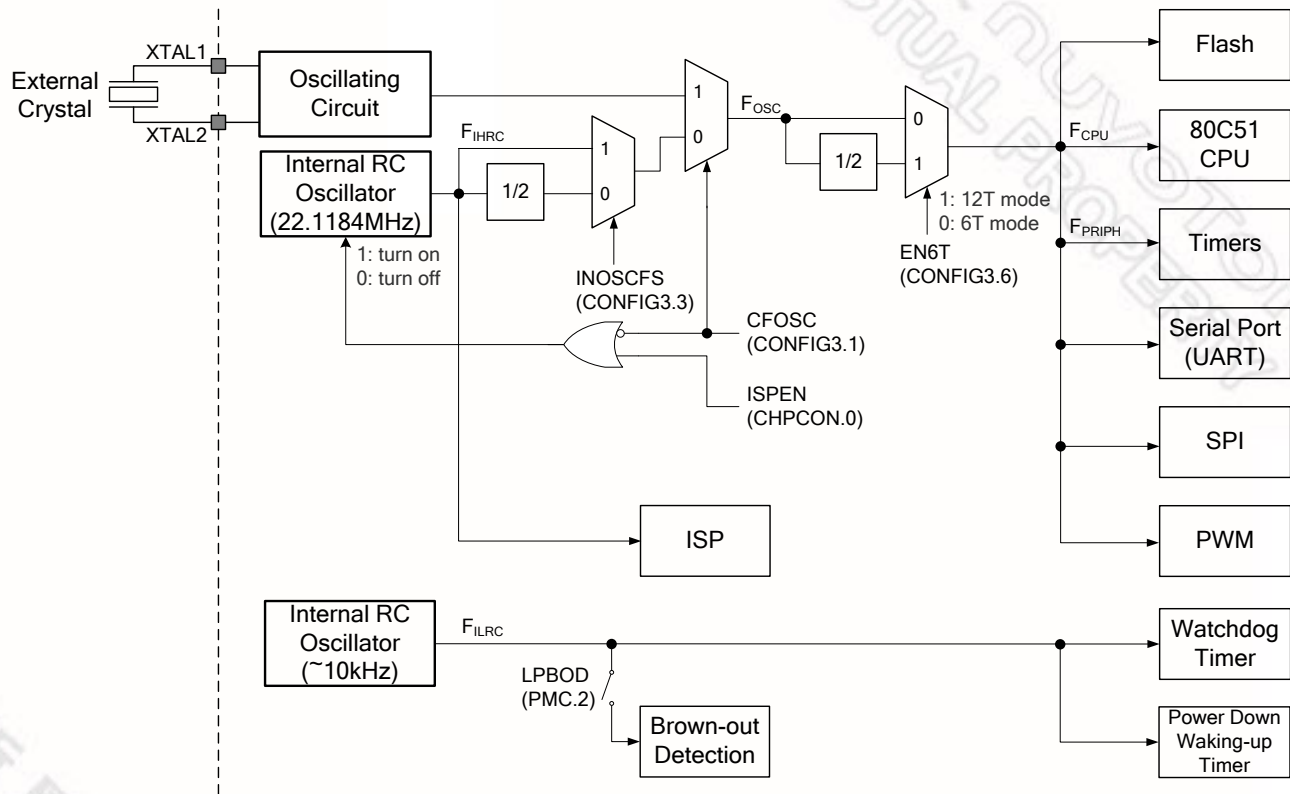 External
Crystal
XTAL1
XTAL2
Oscillating
Circuit
Internal RC
Oscillator
(22.1184MHz)
1: turn on
0: turn off
FIHRC
1/2
1
0
INOSCFS
(CONFIG3.3)
1
0
CFOSC
(CONFIG3.1)
ISPEN
(CHPCON.0)
FOSC
1/2
0
1
1: 12T mode
0: 6T mode
EN6T
(CONFIG3.6)
FCPU
FPRIPH
Flash
80C51
CPU
Timers
Serial Port
(UART)
SPI
PWM
ISP
Internal RC
Oscillator
(~10kHz)
FILRC
LPBOD
(PMC.2)
Brown-out
Detection
Watchdog
Timer
Power Down
Waking-up
Timer
NUVOTON
PROPERTY